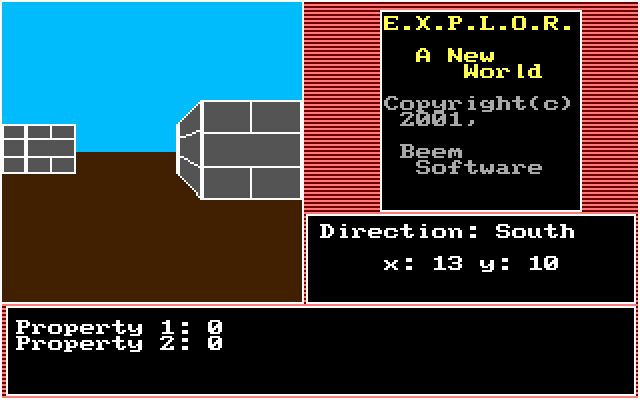 E.X.P.L.O.R.
A New
World
Copyright(c)
2001,
Beem
Software
Direction: South
x: 13 y: 10
Property 1: 0
Property 2: 0